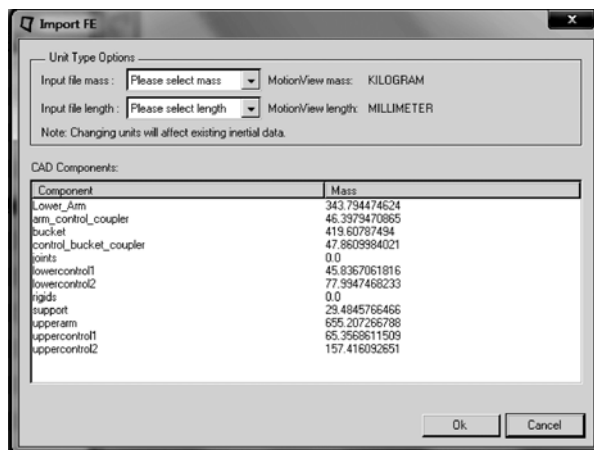 Import FE
x
Unit Type Options
Input file mass : Please select mass MotionView mass: KILOGRAM
Input file length : Please select length MotionView length: MILLIMETER
Note: Changing units will affect existing inertial data.
CAD Components:
Component Mass
Lower_Arm 343.794474624
arm_control_coupler 46.3979470865
bucket 419.60787494
control_bucket_coupler 47.8609984021
joints 0.0
lowercontrol1 45.8367061816
lowercontrol2 77.9947468233
rigids 0.0
support 29.4845766466
upperarm 655.207266788
uppercontrol1 65.3568611509
uppercontrol2 157.416092651
Ok Cancel